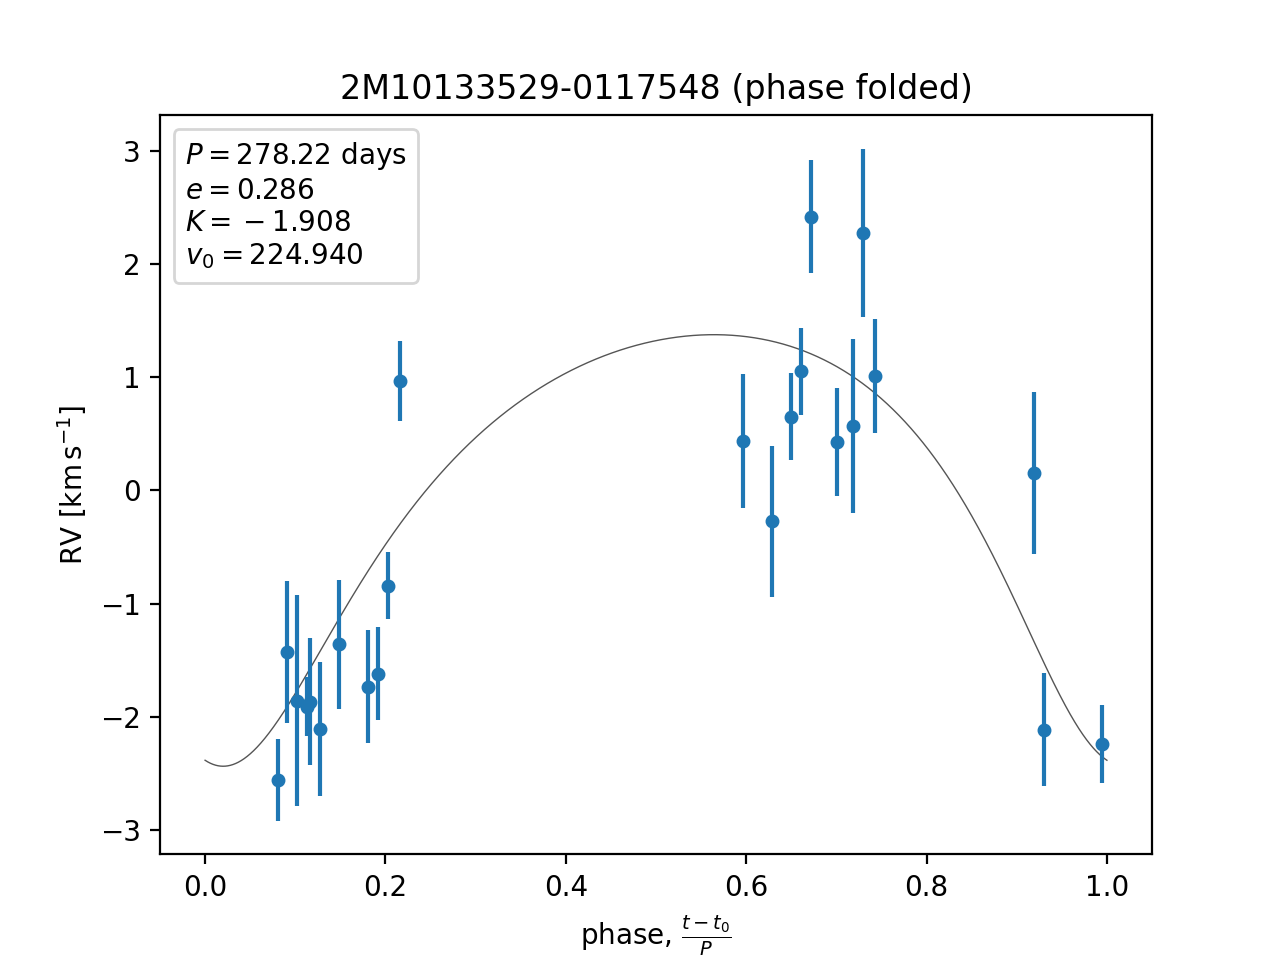 2M10133529-0117548 (phase folded)
P = 278.22 days
e = 0.286
K = −1.908
v₀ = 224.940
3
2
1
0
−1
−2
−3
RV [km s⁻¹]
0.0 0.2 0.4 0.6 0.8 1.0
phase, (t − t₀)/P